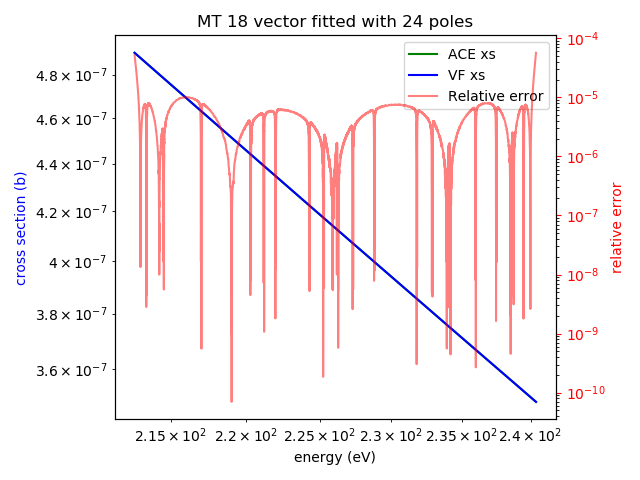 MT 18 vector fitted with 24 poles
ACE xs
VF xs
Relative error
4.8 × 10⁻⁷
4.6 × 10⁻⁷
4.4 × 10⁻⁷
4.2 × 10⁻⁷
4 × 10⁻⁷
3.8 × 10⁻⁷
3.6 × 10⁻⁷
cross section (b)
10⁻⁴
10⁻⁵
10⁻⁶
10⁻⁷
10⁻⁸
10⁻⁹
10⁻¹⁰
relative error
2.15 × 10² 2.2 × 10² 2.25 × 10² 2.3 × 10² 2.35 × 10² 2.4 × 10²
energy (eV)